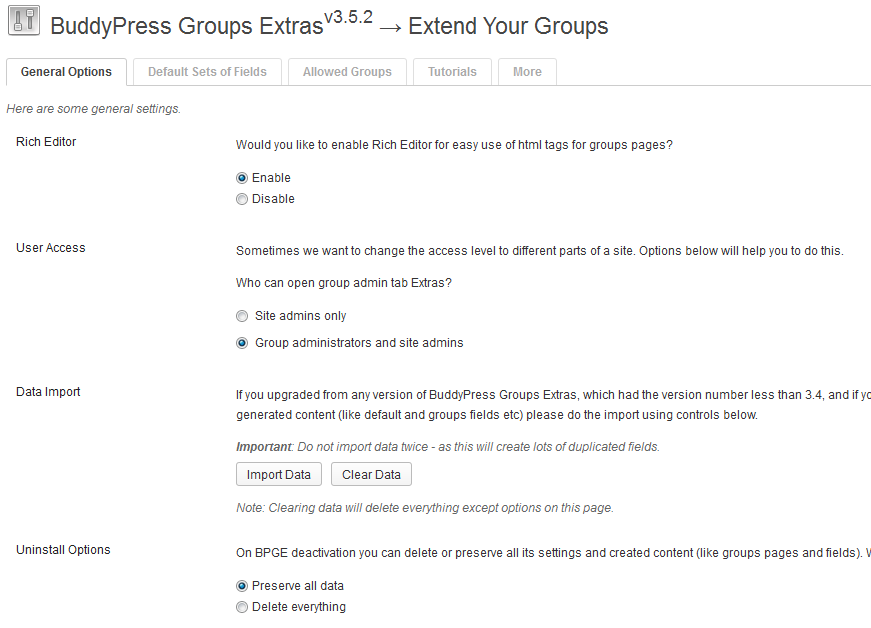 BuddyPress Groups Extras v3.5.2 → Extend Your Groups
General Options Default Sets of Fields Allowed Groups Tutorials More
Here are some general settings.
Rich Editor
Would you like to enable Rich Editor for easy use of html tags for groups pages?
Enable
Disable
User Access
Sometimes we want to change the access level to different parts of a site. Options below will help you to do this.
Who can open group admin tab Extras?
Site admins only
Group administrators and site admins
Data Import
If you upgraded from any version of BuddyPress Groups Extras, which had the version number less than 3.4, and if
generated content (like default and groups fields etc) please do the import using controls below.
Important: Do not import data twice - as this will create lots of duplicated fields.
Import Data Clear Data
Note: Clearing data will delete everything except options on this page.
Uninstall Options
On BPGE deactivation you can delete or preserve all its settings and created content (like groups pages and fields).
Preserve all data
Delete everything